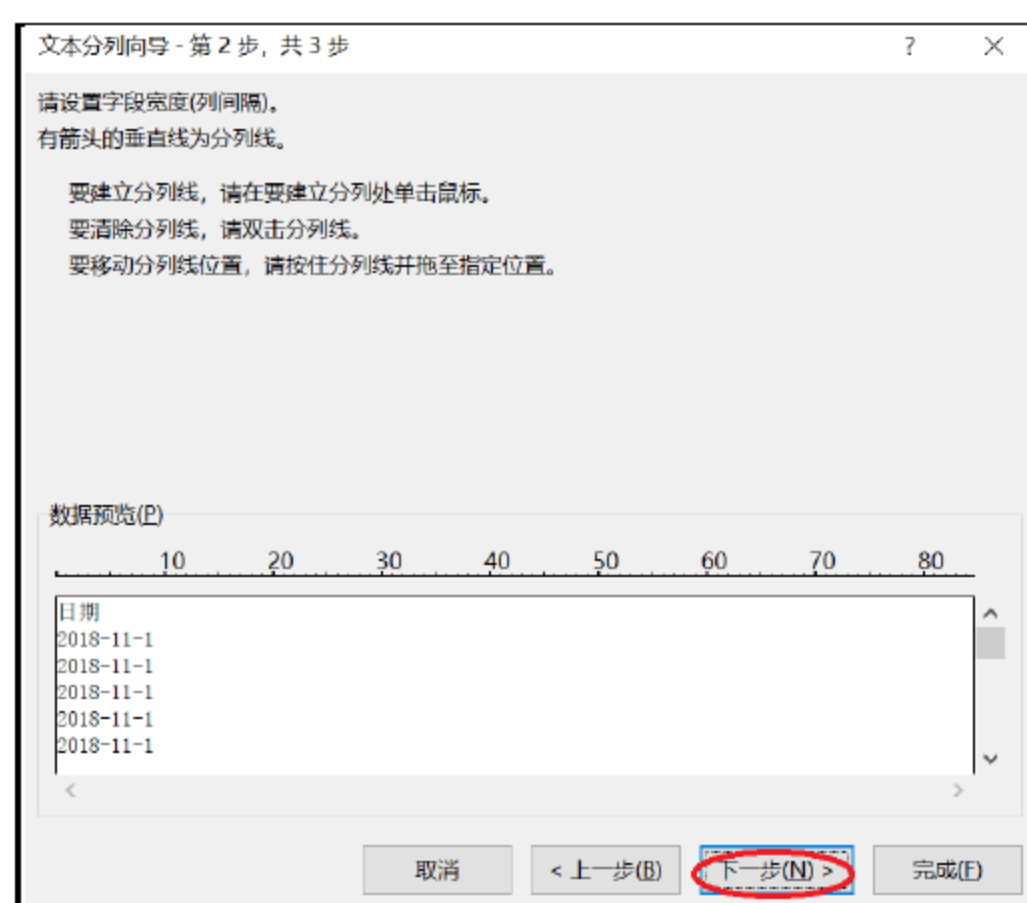 文本分列向导 - 第 2 步，共 3 步
?
请设置字段宽度(列间隔)。
有箭头的垂直线为分列线。
要建立分列线，请在要建立分列处单击鼠标。
要清除分列线，请双击分列线。
要移动分列线位置，请按住分列线并拖至指定位置。
数据预览(P)
10 20 30 40 50 60 70 80
日期
2018-11-1
2018-11-1
2018-11-1
2018-11-1
2018-11-1
取消 < 上一步(B) 下一步(N) > 完成(F)